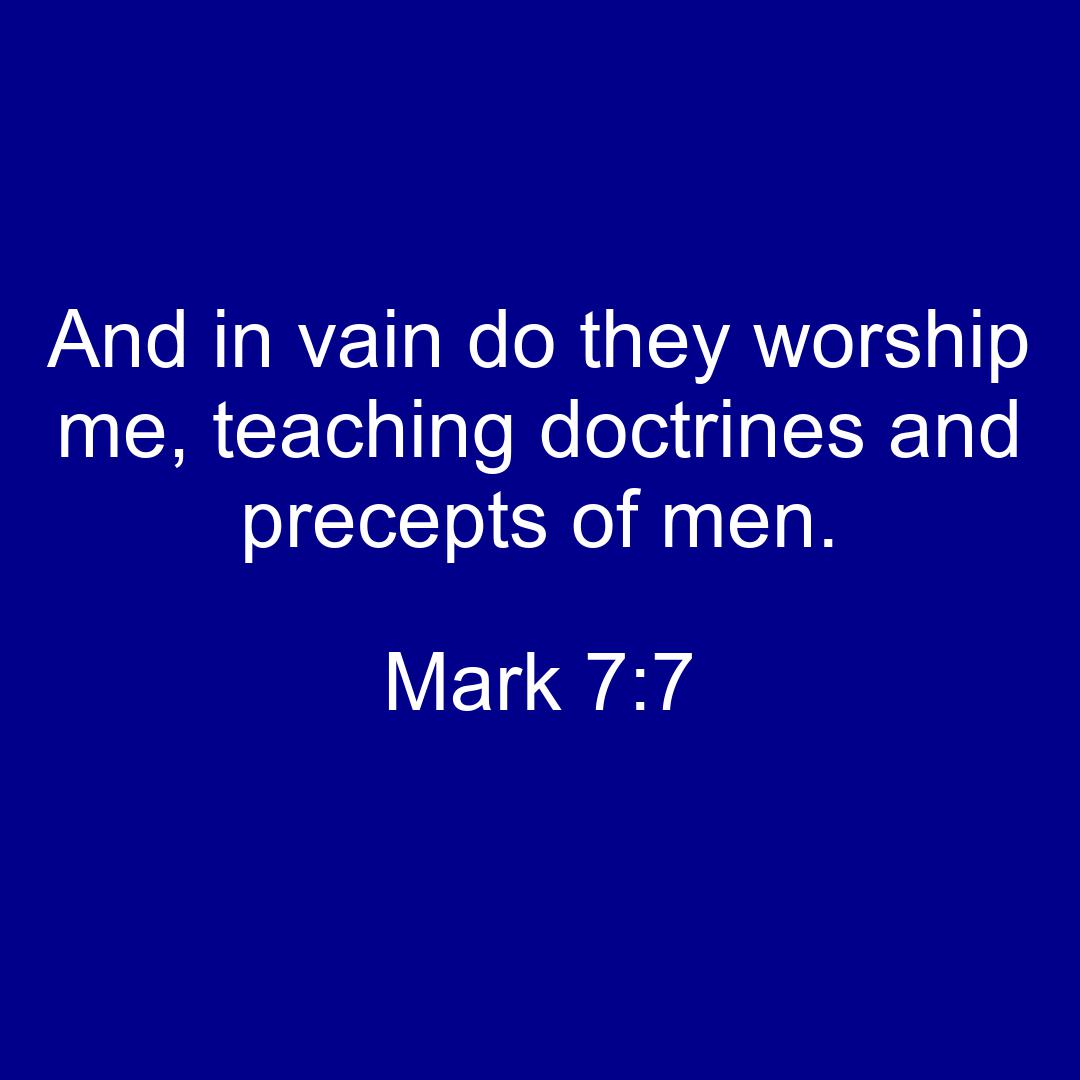 And in vain do they worship
me, teaching doctrines and
precepts of men.
Mark 7:7